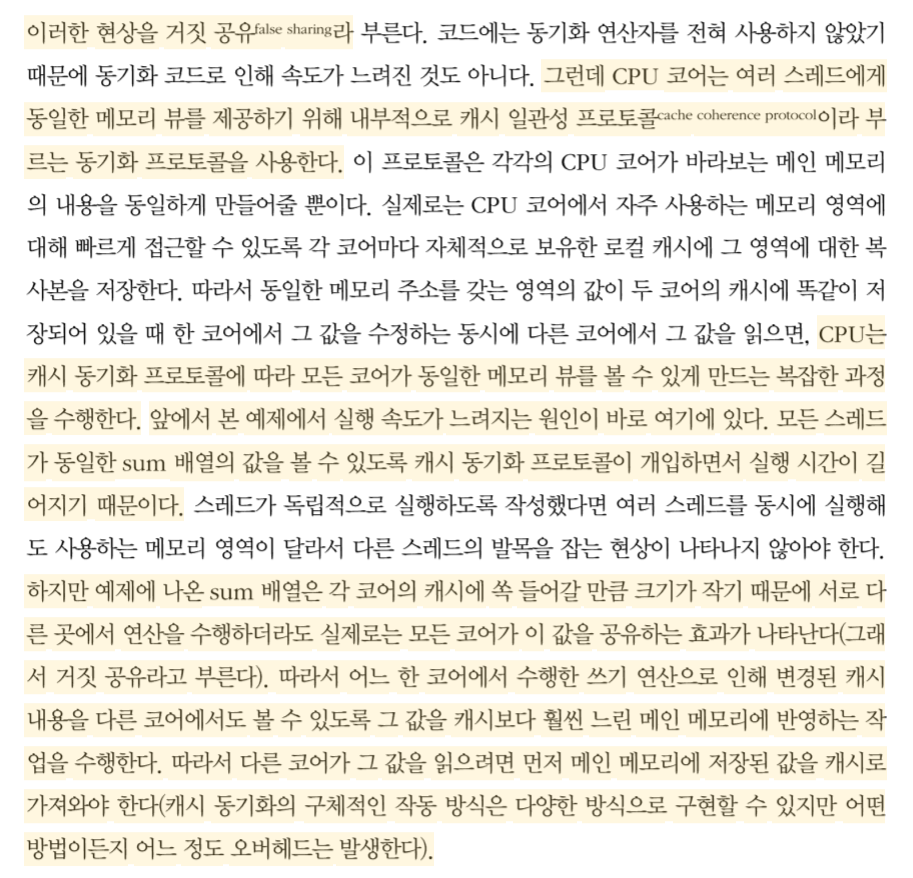 이러한 현상을 거짓 공유false sharing라 부른다. 코드에는 동기화 연산자를 전혀 사용하지 않았기
때문에 동기화 코드로 인해 속도가 느려진 것도 아니다. 그런데 CPU 코어는 여러 스레드에게
동일한 메모리 뷰를 제공하기 위해 내부적으로 캐시 일관성 프로토콜cache coherence protocol이라 부
르는 동기화 프로토콜을 사용한다. 이 프로토콜은 각각의 CPU 코어가 바라보는 메인 메모리
의 내용을 동일하게 만들어줄 뿐이다. 실제로는 CPU 코어에서 자주 사용하는 메모리 영역에
대해 빠르게 접근할 수 있도록 각 코어마다 자체적으로 보유한 로컬 캐시에 그 영역에 대한 복
사본을 저장한다. 따라서 동일한 메모리 주소를 갖는 영역의 값이 두 코어의 캐시에 똑같이 저
장되어 있을 때 한 코어에서 그 값을 수정하는 동시에 다른 코어에서 그 값을 읽으면, CPU는
캐시 동기화 프로토콜에 따라 모든 코어가 동일한 메모리 뷰를 볼 수 있게 만드는 복잡한 과정
을 수행한다. 앞에서 본 예제에서 실행 속도가 느려지는 원인이 바로 여기에 있다. 모든 스레드
가 동일한 sum 배열의 값을 볼 수 있도록 캐시 동기화 프로토콜이 개입하면서 실행 시간이 길
어지기 때문이다. 스레드가 독립적으로 실행하도록 작성했다면 여러 스레드를 동시에 실행해
도 사용하는 메모리 영역이 달라서 다른 스레드의 발목을 잡는 현상이 나타나지 않아야 한다.
하지만 예제에 나온 sum 배열은 각 코어의 캐시에 쏙 들어갈 만큼 크기가 작기 때문에 서로 다
른 곳에서 연산을 수행하더라도 실제로는 모든 코어가 이 값을 공유하는 효과가 나타난다(그래
서 거짓 공유라고 부른다). 따라서 어느 한 코어에서 수행한 쓰기 연산으로 인해 변경된 캐시
내용을 다른 코어에서도 볼 수 있도록 그 값을 캐시보다 훨씬 느린 메인 메모리에 반영하는 작
업을 수행한다. 따라서 다른 코어가 그 값을 읽으려면 먼저 메인 메모리에 저장된 값을 캐시로
가져와야 한다(캐시 동기화의 구체적인 작동 방식은 다양한 방식으로 구현할 수 있지만 어떤
방법이든지 어느 정도 오버헤드는 발생한다).